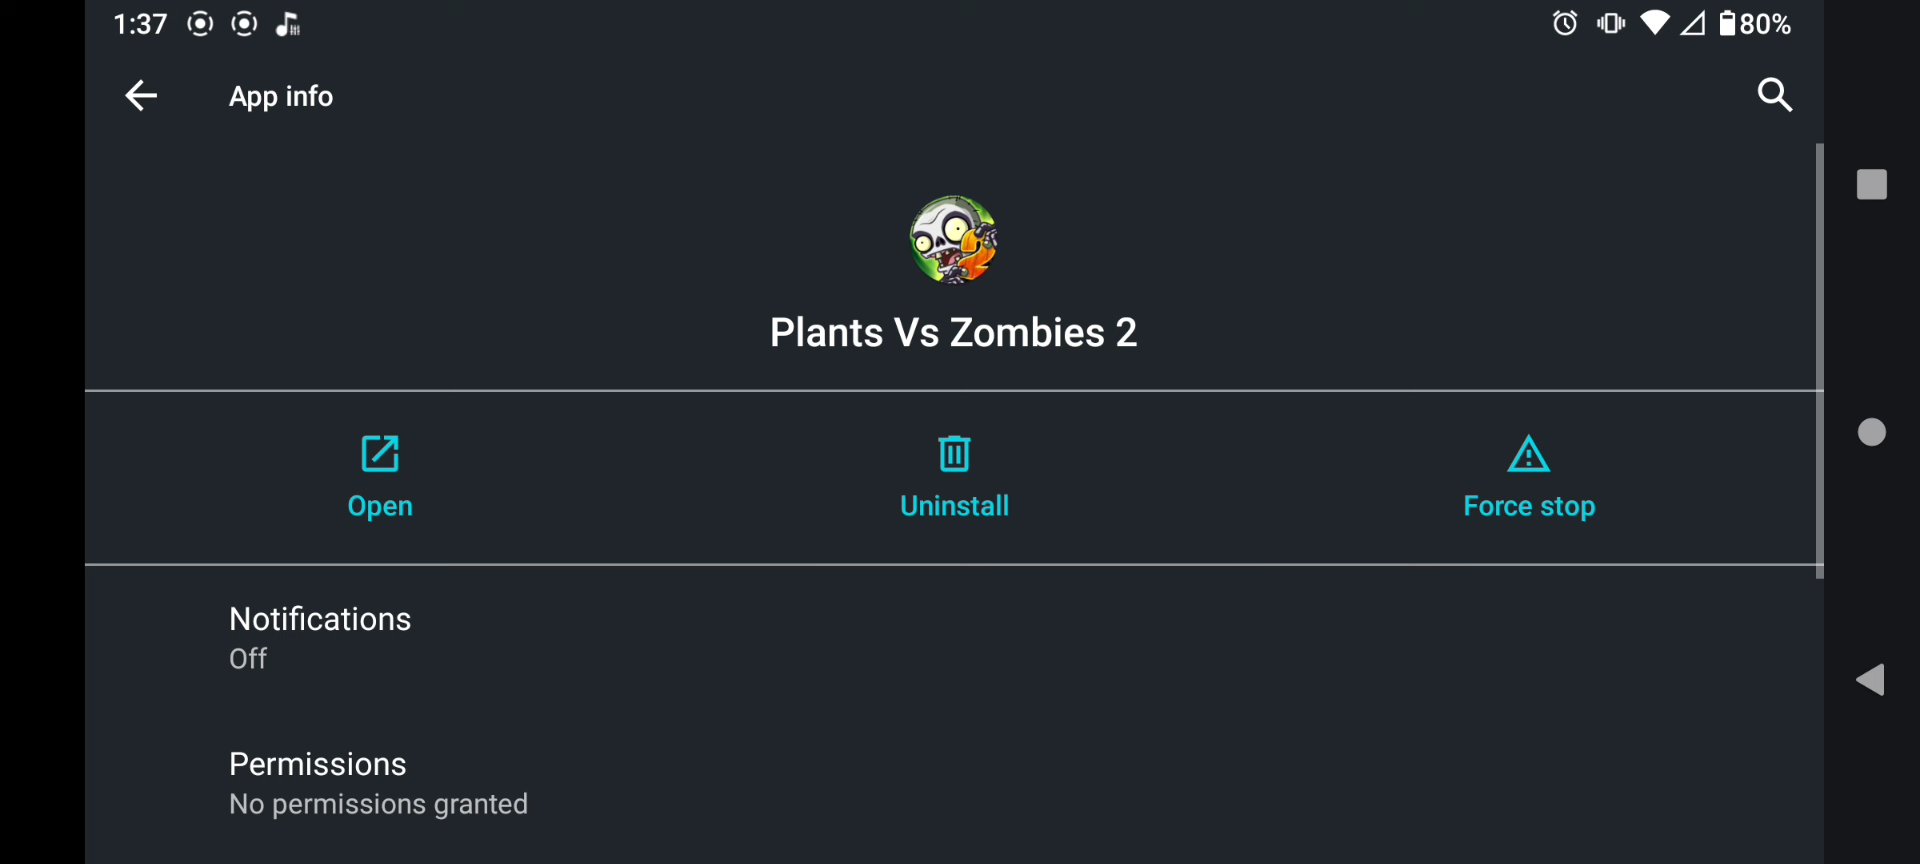 1:37
80%
App info
Plants Vs Zombies 2
Open
Uninstall
Force stop
Notifications
Off
Permissions
No permissions granted